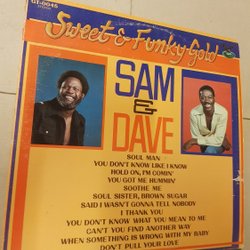 GT-0045
Sweet & Funky Gold
SAM
&
DAVE
SOUL MAN
YOU DON'T KNOW LIKE I KNOW
HOLD ON, I'M COMIN'
YOU GOT ME HUMMIN'
SOOTHE ME
SOUL SISTER, BROWN SUGAR
SAID I WASN'T GONNA TELL NOBODY
I THANK YOU
YOU DON'T KNOW WHAT YOU MEAN TO ME
CAN'T YOU FIND ANOTHER WAY
WHEN SOMETHING IS WRONG WITH MY BABY
DON'T PULL YOUR LOVE